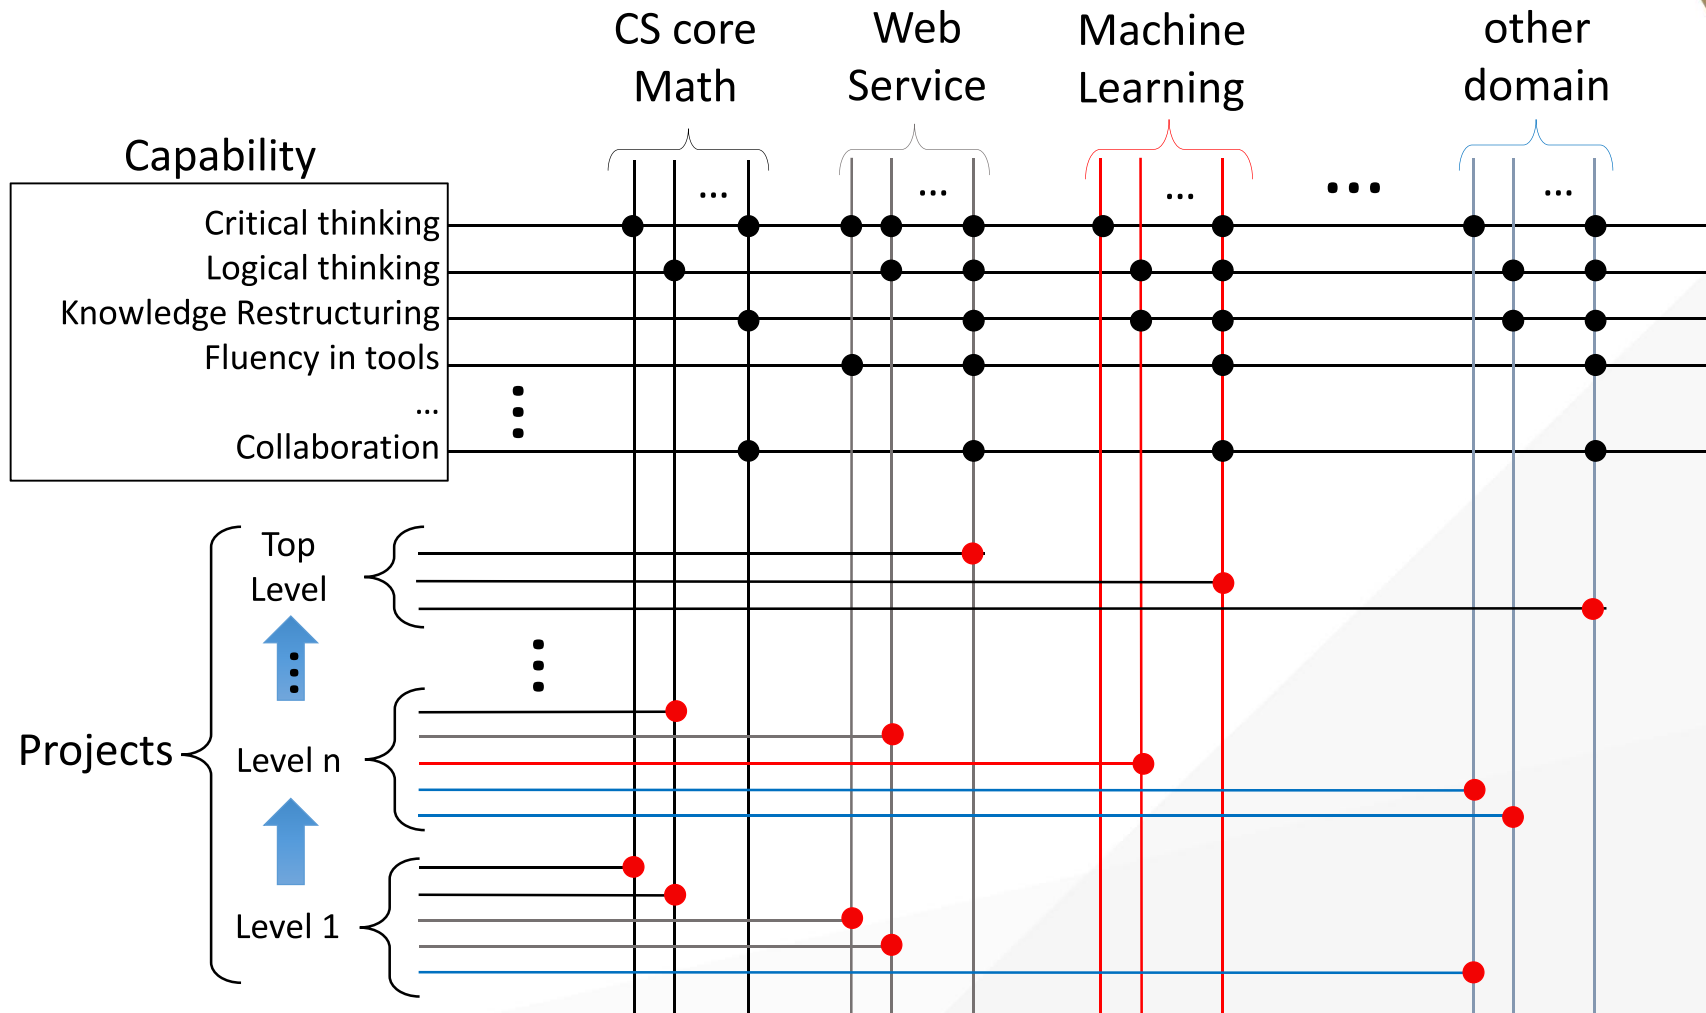 CS core
Math
Web
Service
Machine
Learning
other
domain
Capability
...
...
...
...
...
Critical thinking
Logical thinking
Knowledge Restructuring
Fluency in tools
...
Collaboration
Top
Level
Projects
Level n
Level 1